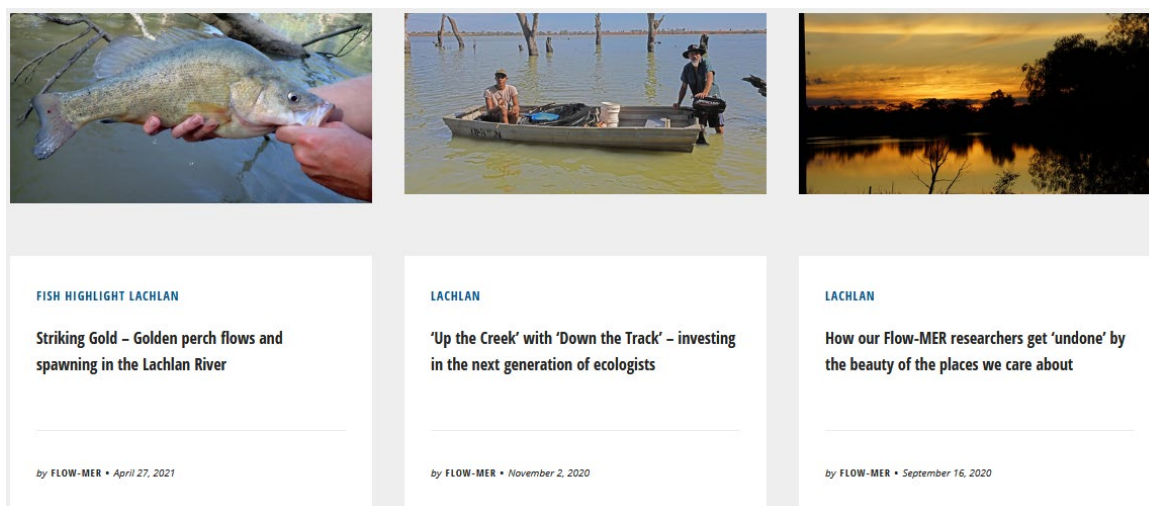 FISH HIGHLIGHT LACHLAN
Striking Gold – Golden perch flows and
spawning in the Lachlan River
by FLOW-MER • April 27, 2021
LACHLAN
‘Up the Creek’ with ‘Down the Track’ – investing
in the next generation of ecologists
by FLOW-MER • November 2, 2020
LACHLAN
How our Flow-MER researchers get ‘undone’ by
the beauty of the places we care about
by FLOW-MER • September 16, 2020